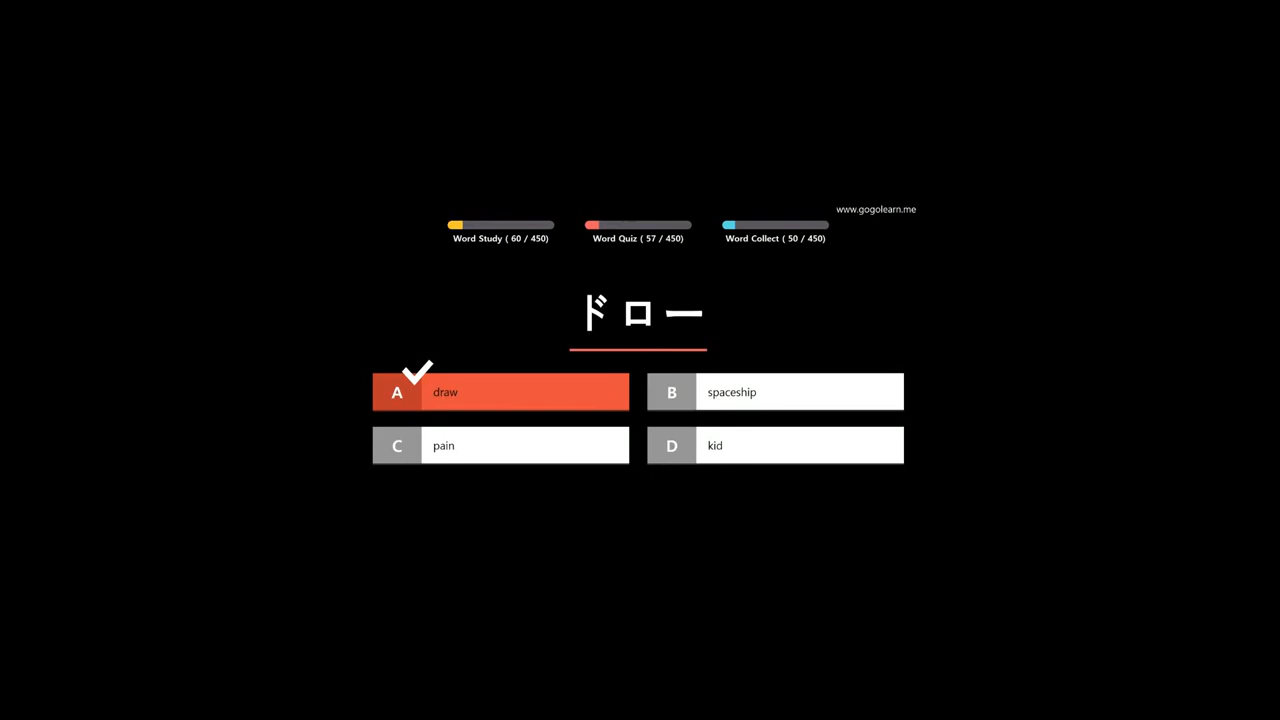 www.gogolearn.me
Word Study ( 60 / 450)
Word Quiz ( 57 / 450)
Word Collect ( 50 / 450)
ドロー
A draw
B spaceship
C pain
D kid